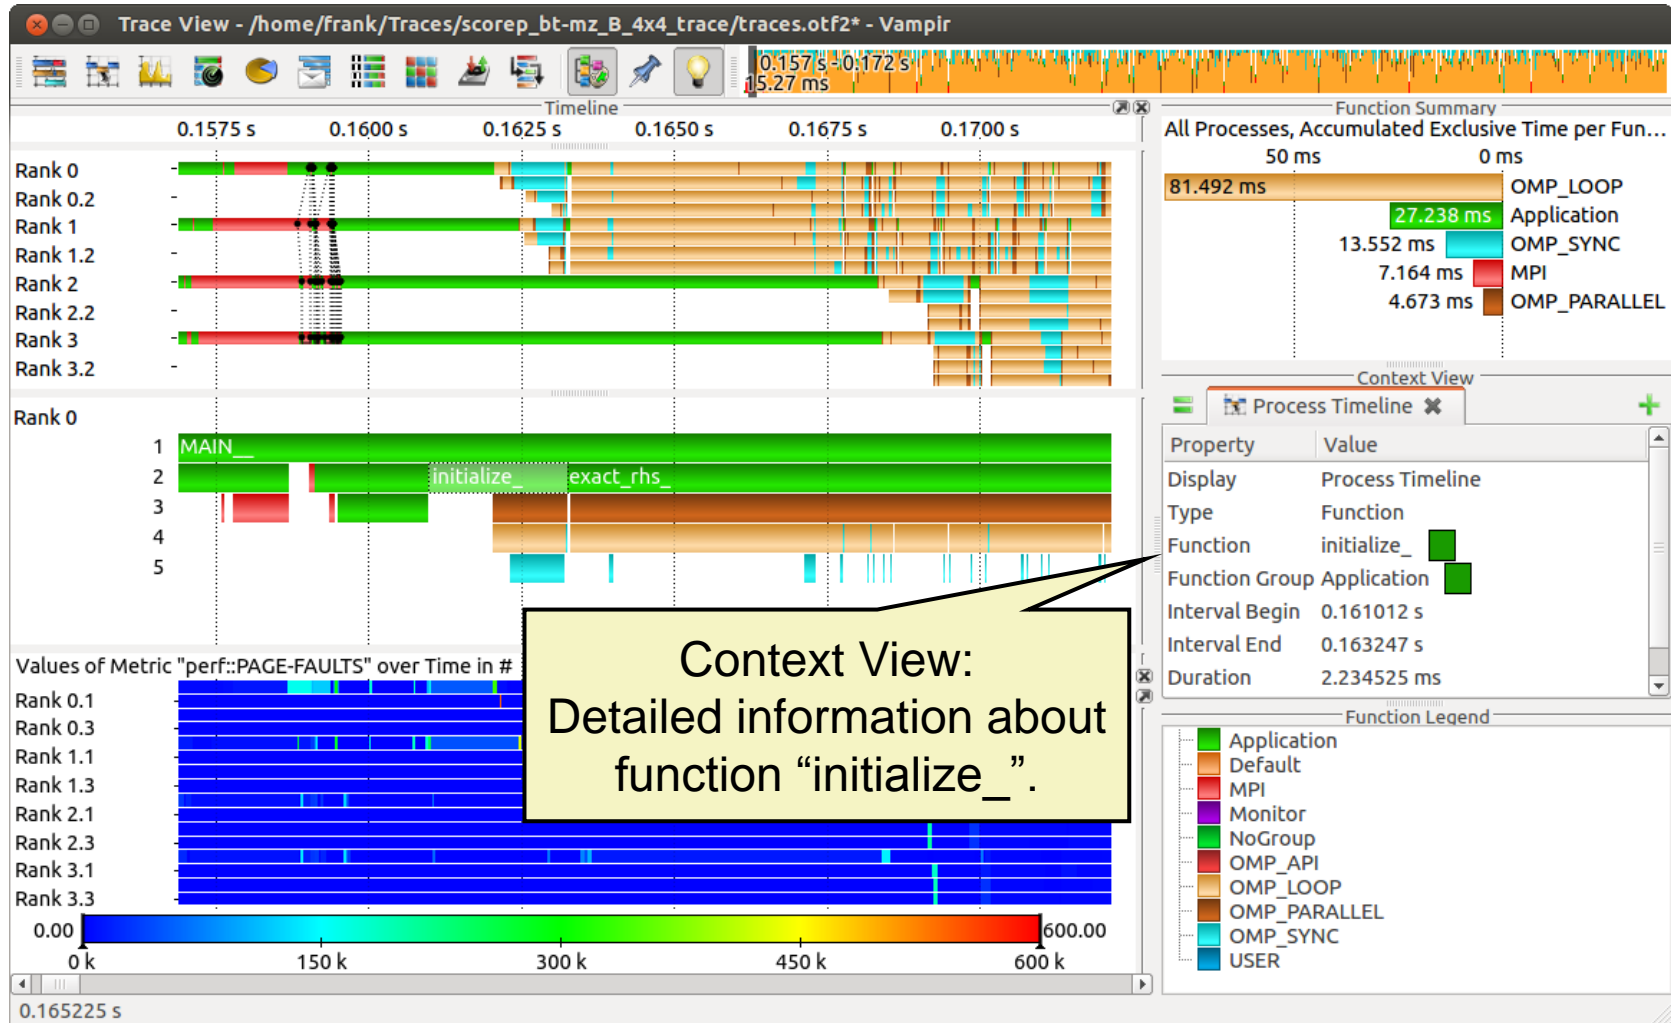 Trace View - /home/frank/Traces/scorep_bt-mz_B_4x4_trace/traces.otf2* - Vampir
0.157 s - 0.172 s
15.27 ms
Timeline
0.1575 s 0.1600 s 0.1625 s 0.1650 s 0.1675 s 0.1700 s
Rank 0
Rank 0.2
Rank 1
Rank 1.2
Rank 2
Rank 2.2
Rank 3
Rank 3.2
Rank 0
1 MAIN__
2 initialize_ exact_rhs_
3
4
5
Values of Metric "perf::PAGE-FAULTS" over Time in #
Rank 0.1
Rank 0.3
Rank 1.1
Rank 1.3
Rank 2.1
Rank 2.3
Rank 3.1
Rank 3.3
0.00 600.00
0 k 150 k 300 k 450 k 600 k
0.165225 s
Context View:
Detailed information about
function “initialize_”.
Function Summary
All Processes, Accumulated Exclusive Time per Fun...
50 ms 0 ms
81.492 ms OMP_LOOP
27.238 ms Application
13.552 ms OMP_SYNC
7.164 ms MPI
4.673 ms OMP_PARALLEL
Context View
Process Timeline
Property Value
Display Process Timeline
Type Function
Function initialize_
Function Group Application
Interval Begin 0.161012 s
Interval End 0.163247 s
Duration 2.234525 ms
Function Legend
Application
Default
MPI
Monitor
NoGroup
OMP_API
OMP_LOOP
OMP_PARALLEL
OMP_SYNC
USER